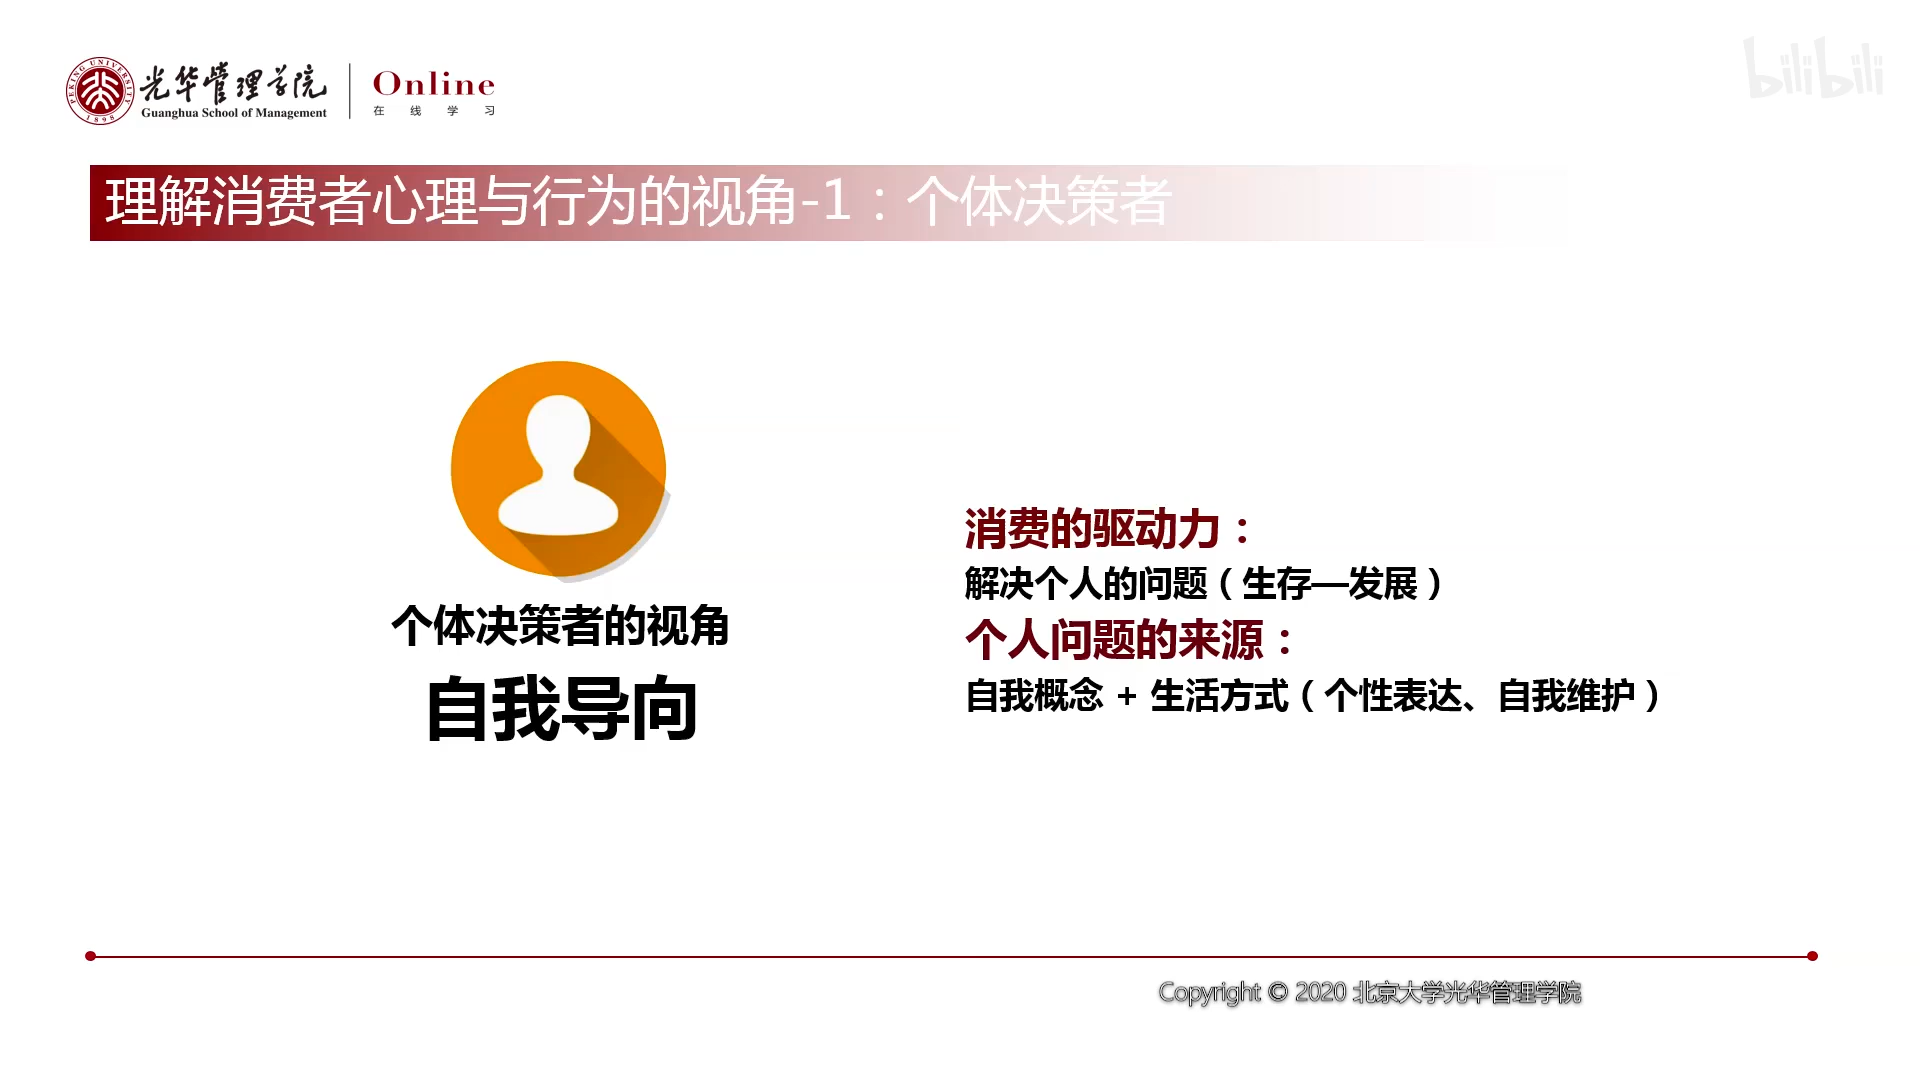 PEKING UNIVERSITY
1898
光华管理学院
Guanghua School of Management
Online
在线学习
bilibili
理解消费者心理与行为的视角-1：个体决策者
个体决策者的视角
自我导向
消费的驱动力：
解决个人的问题（生存—发展）
个人问题的来源：
自我概念 + 生活方式（个性表达、自我维护）
Copyright © 2020 北京大学光华管理学院